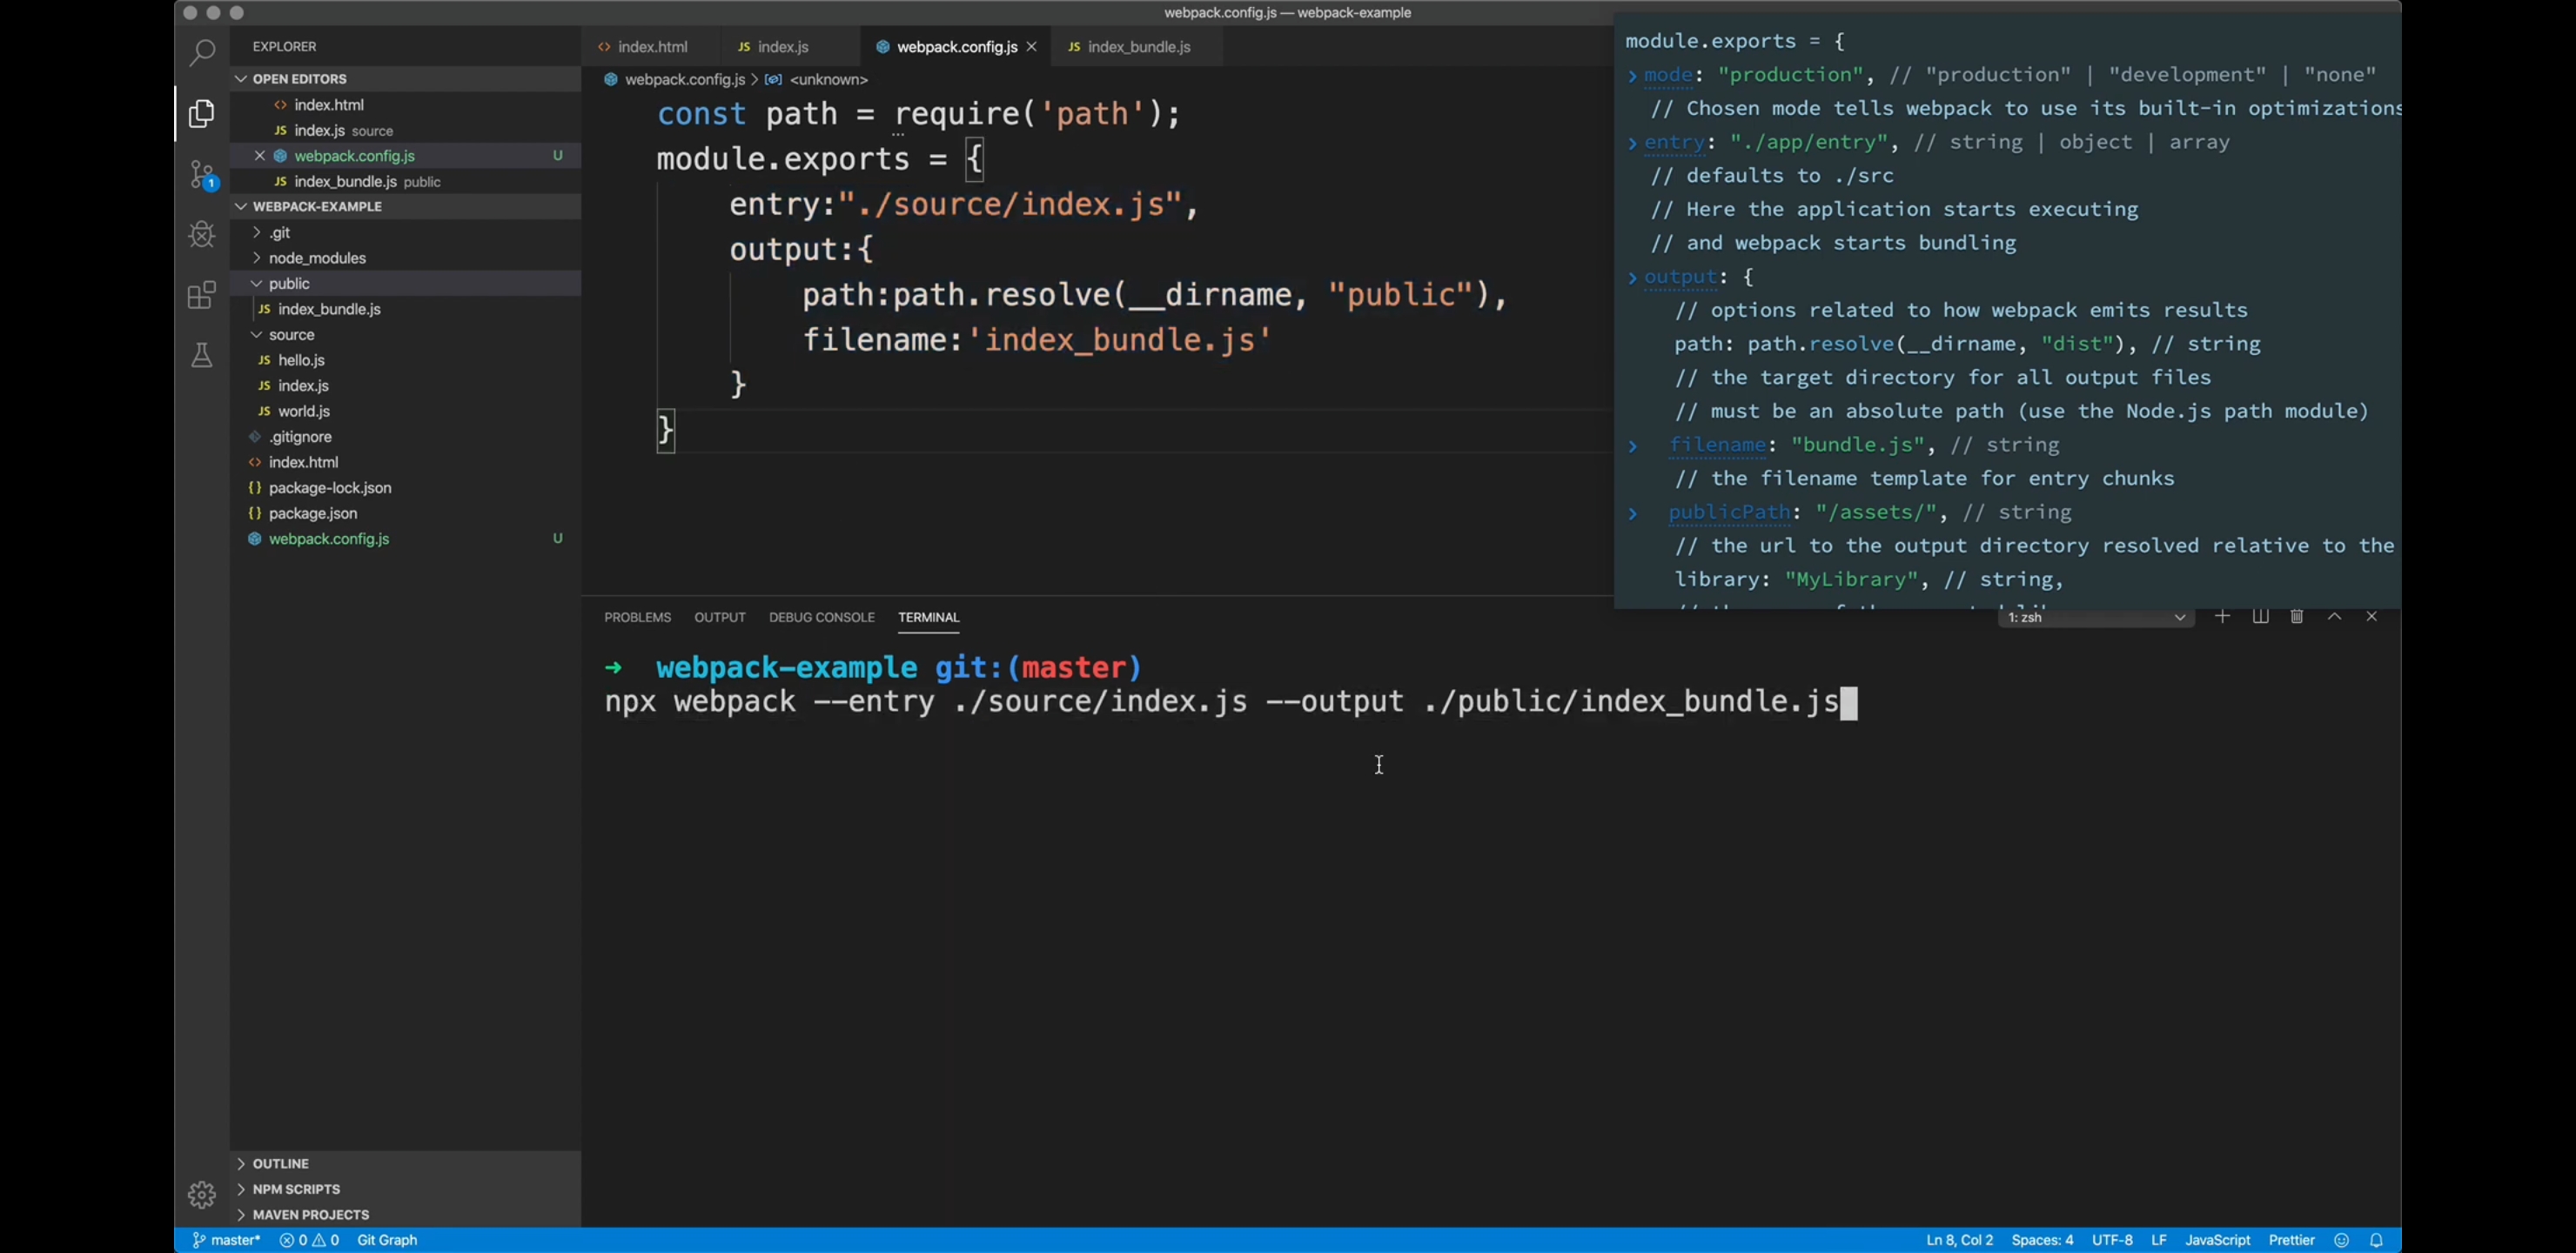 webpack.config.js — webpack-example
EXPLORER
OPEN EDITORS
index.html
JS index.js source
webpack.config.js U
JS index_bundle.js public
WEBPACK-EXAMPLE
.git
node_modules
public
JS index_bundle.js
source
JS hello.js
JS index.js
JS world.js
.gitignore
<> index.html
{} package-lock.json
{} package.json
webpack.config.js U
OUTLINE
NPM SCRIPTS
MAVEN PROJECTS
1
<> index.html JS index.js webpack.config.js JS index_bundle.js
webpack.config.js > <unknown>
const path = require('path');
module.exports = {
entry:"./source/index.js",
output:{
path:path.resolve(__dirname, "public"),
filename:'index_bundle.js'
}
}
module.exports = {
mode: "production", // "production" | "development" | "none"
// Chosen mode tells webpack to use its built-in optimizations
entry: "./app/entry", // string | object | array
// defaults to ./src
// Here the application starts executing
// and webpack starts bundling
output: {
// options related to how webpack emits results
path: path.resolve(__dirname, "dist"), // string
// the target directory for all output files
// must be an absolute path (use the Node.js path module)
filename: "bundle.js", // string
// the filename template for entry chunks
publicPath: "/assets/", // string
// the url to the output directory resolved relative to the
library: "MyLibrary", // string,
PROBLEMS OUTPUT DEBUG CONSOLE TERMINAL 1: zsh
→ webpack-example git:(master)
npx webpack --entry ./source/index.js --output ./public/index_bundle.js
master* 0 0 Git Graph Ln 8, Col 2 Spaces: 4 UTF-8 LF JavaScript Prettier